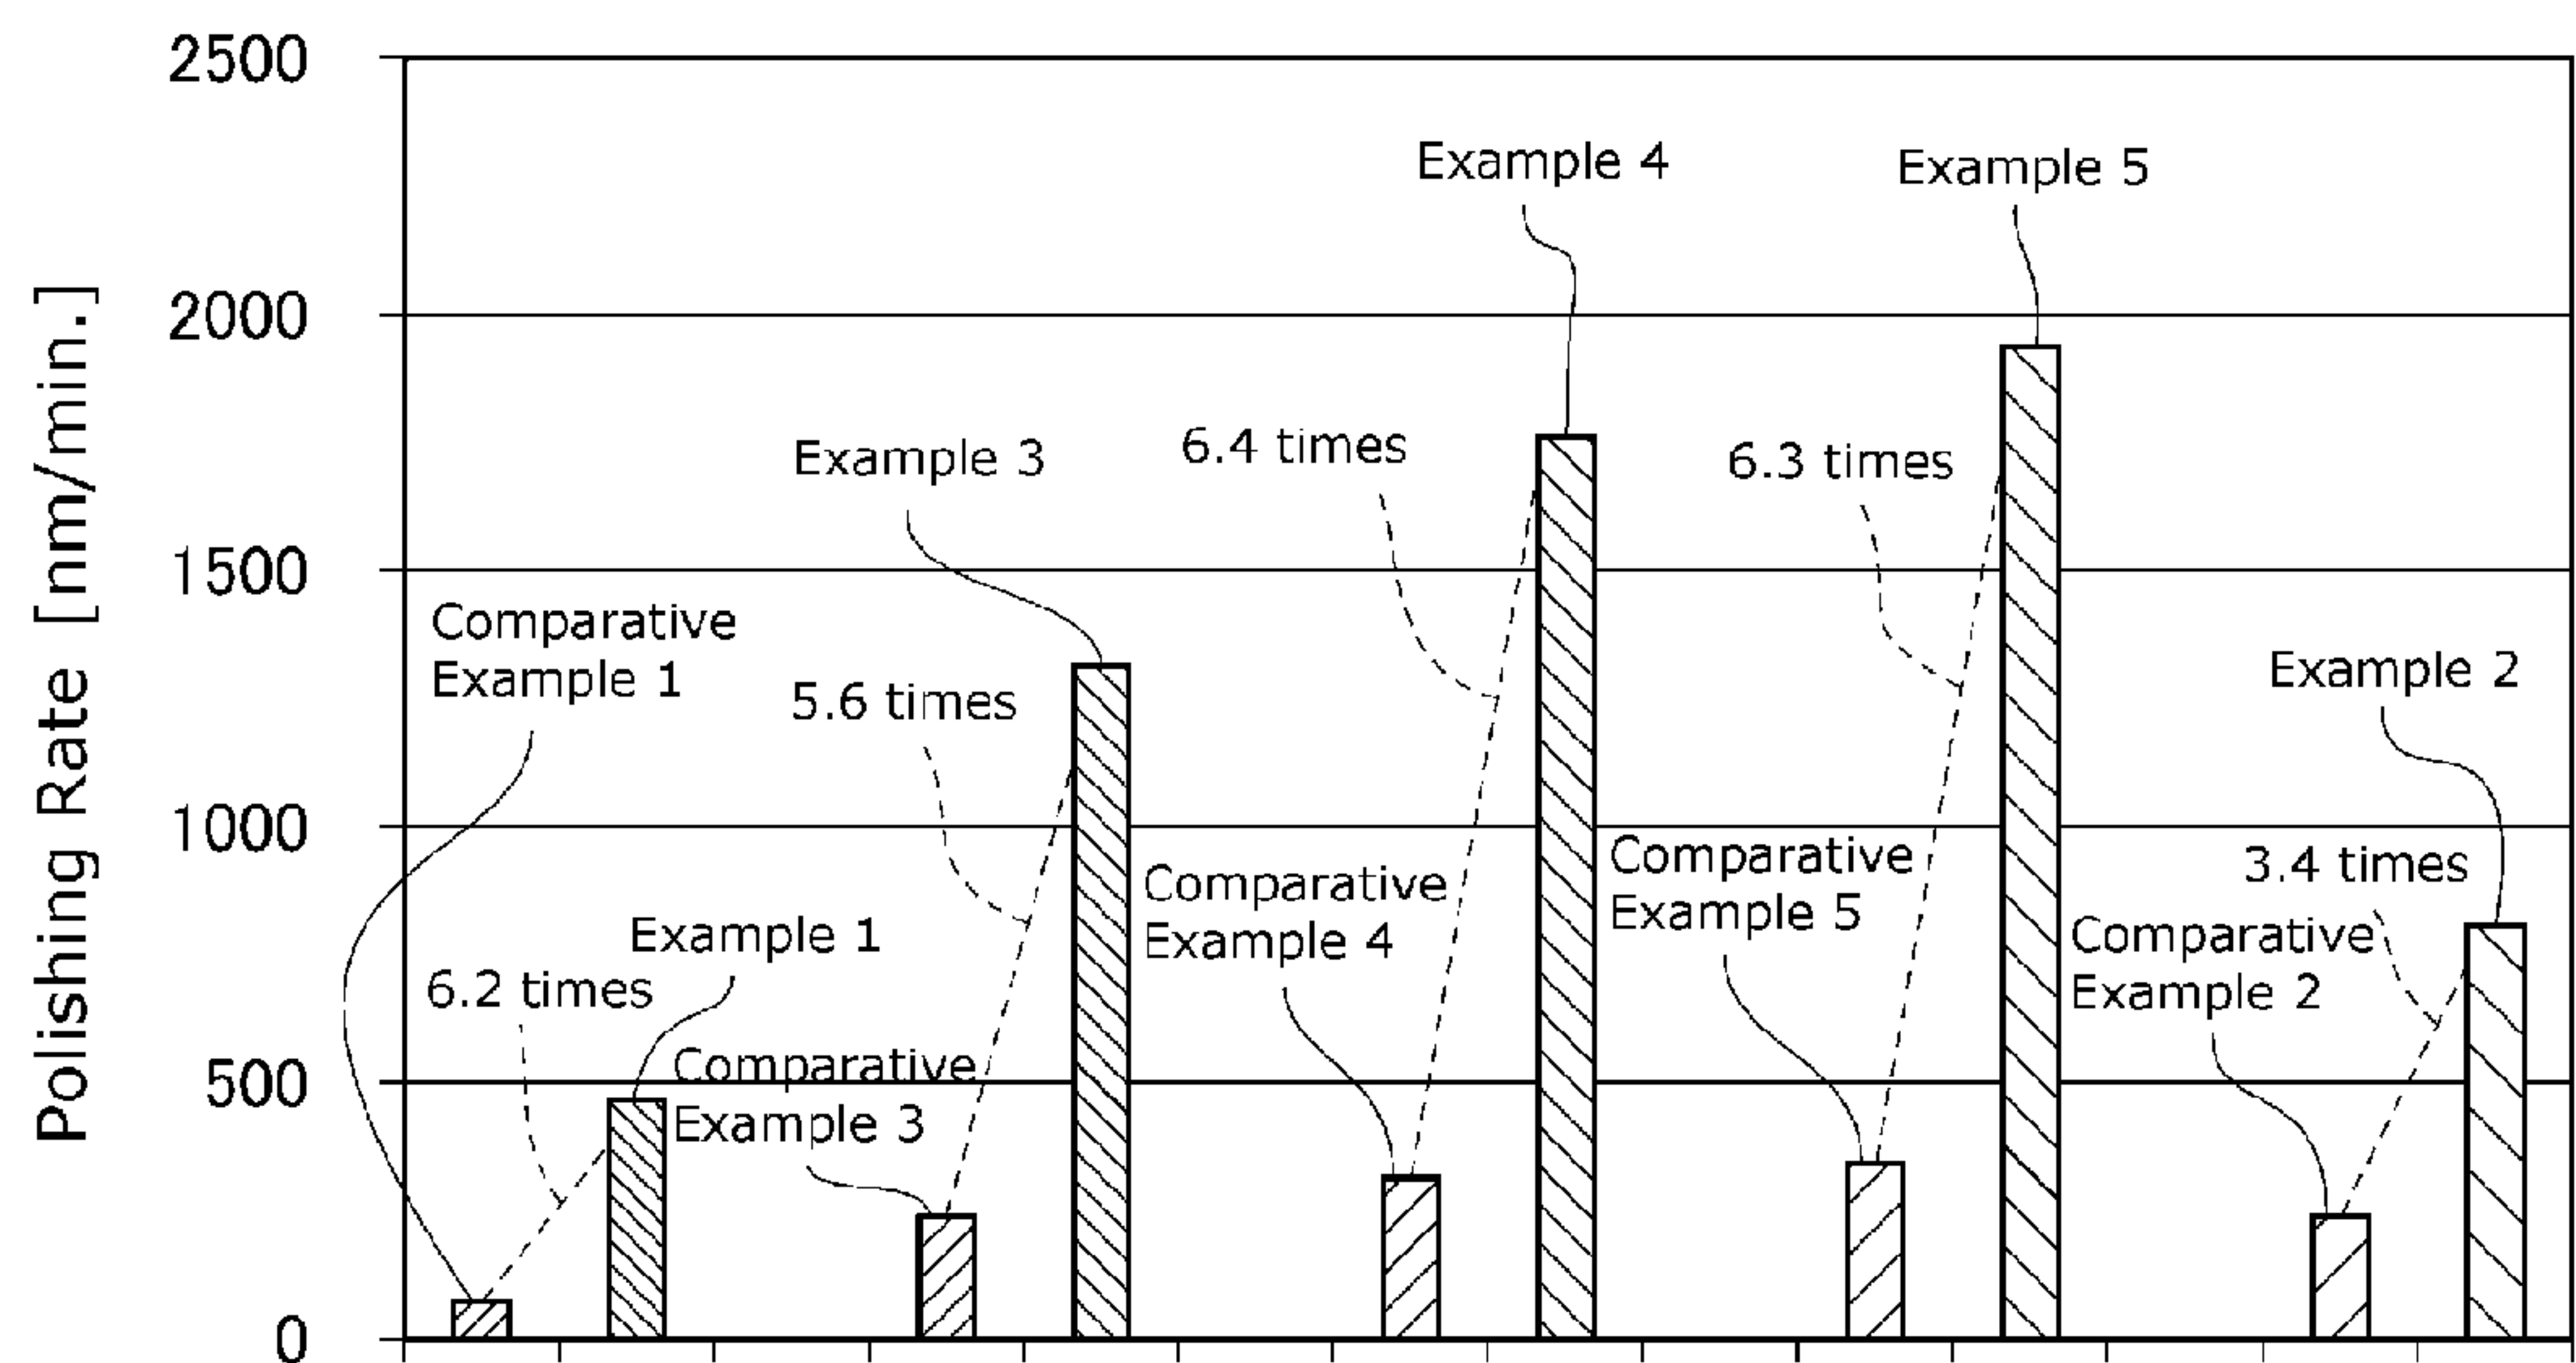 2500
2000
1500
1000
500
0
Polishing Rate [nm/min.]
Comparative
Example 1
6.2 times
Example 1
Comparative
Example 3
5.6 times
Example 3
Comparative
Example 4
6.4 times
Example 4
Comparative
Example 5
6.3 times
Example 5
Comparative
Example 2
3.4 times
Example 2